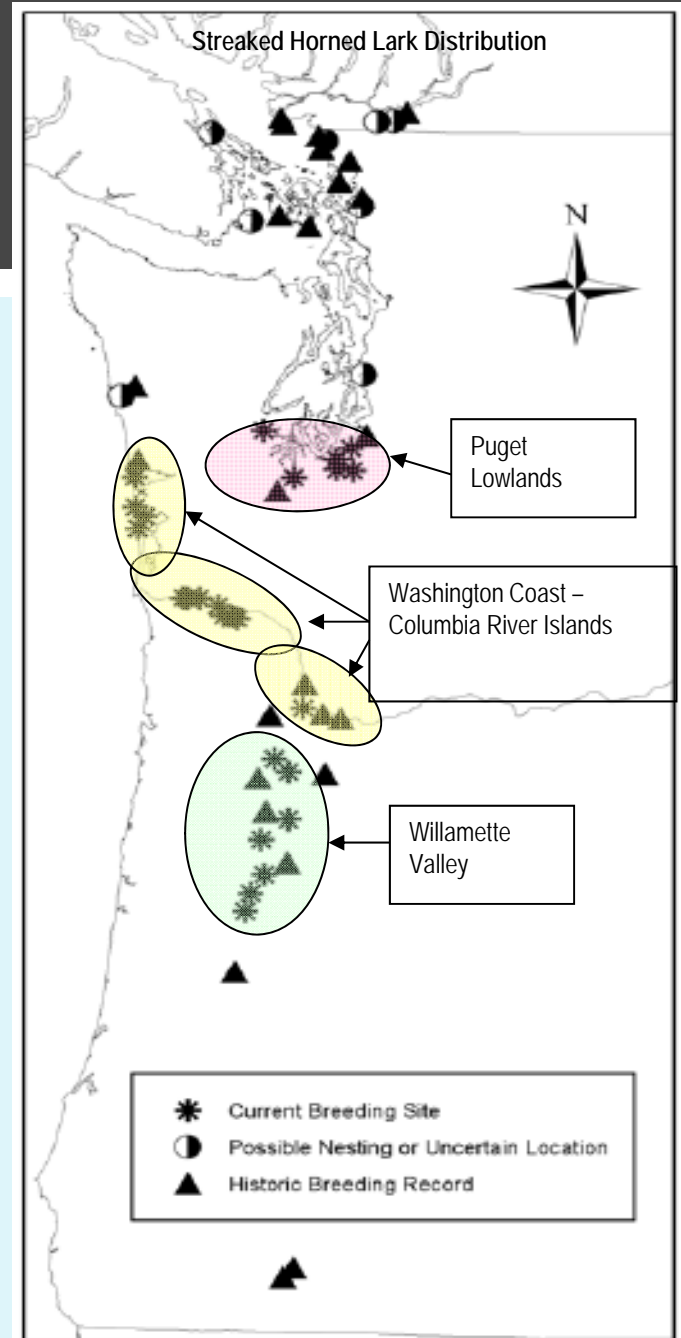 Streaked Horned Lark Distribution
N
Puget
Lowlands
Washington Coast –
Columbia River Islands
Willamette
Valley
Current Breeding Site
Possible Nesting or Uncertain Location
Historic Breeding Record